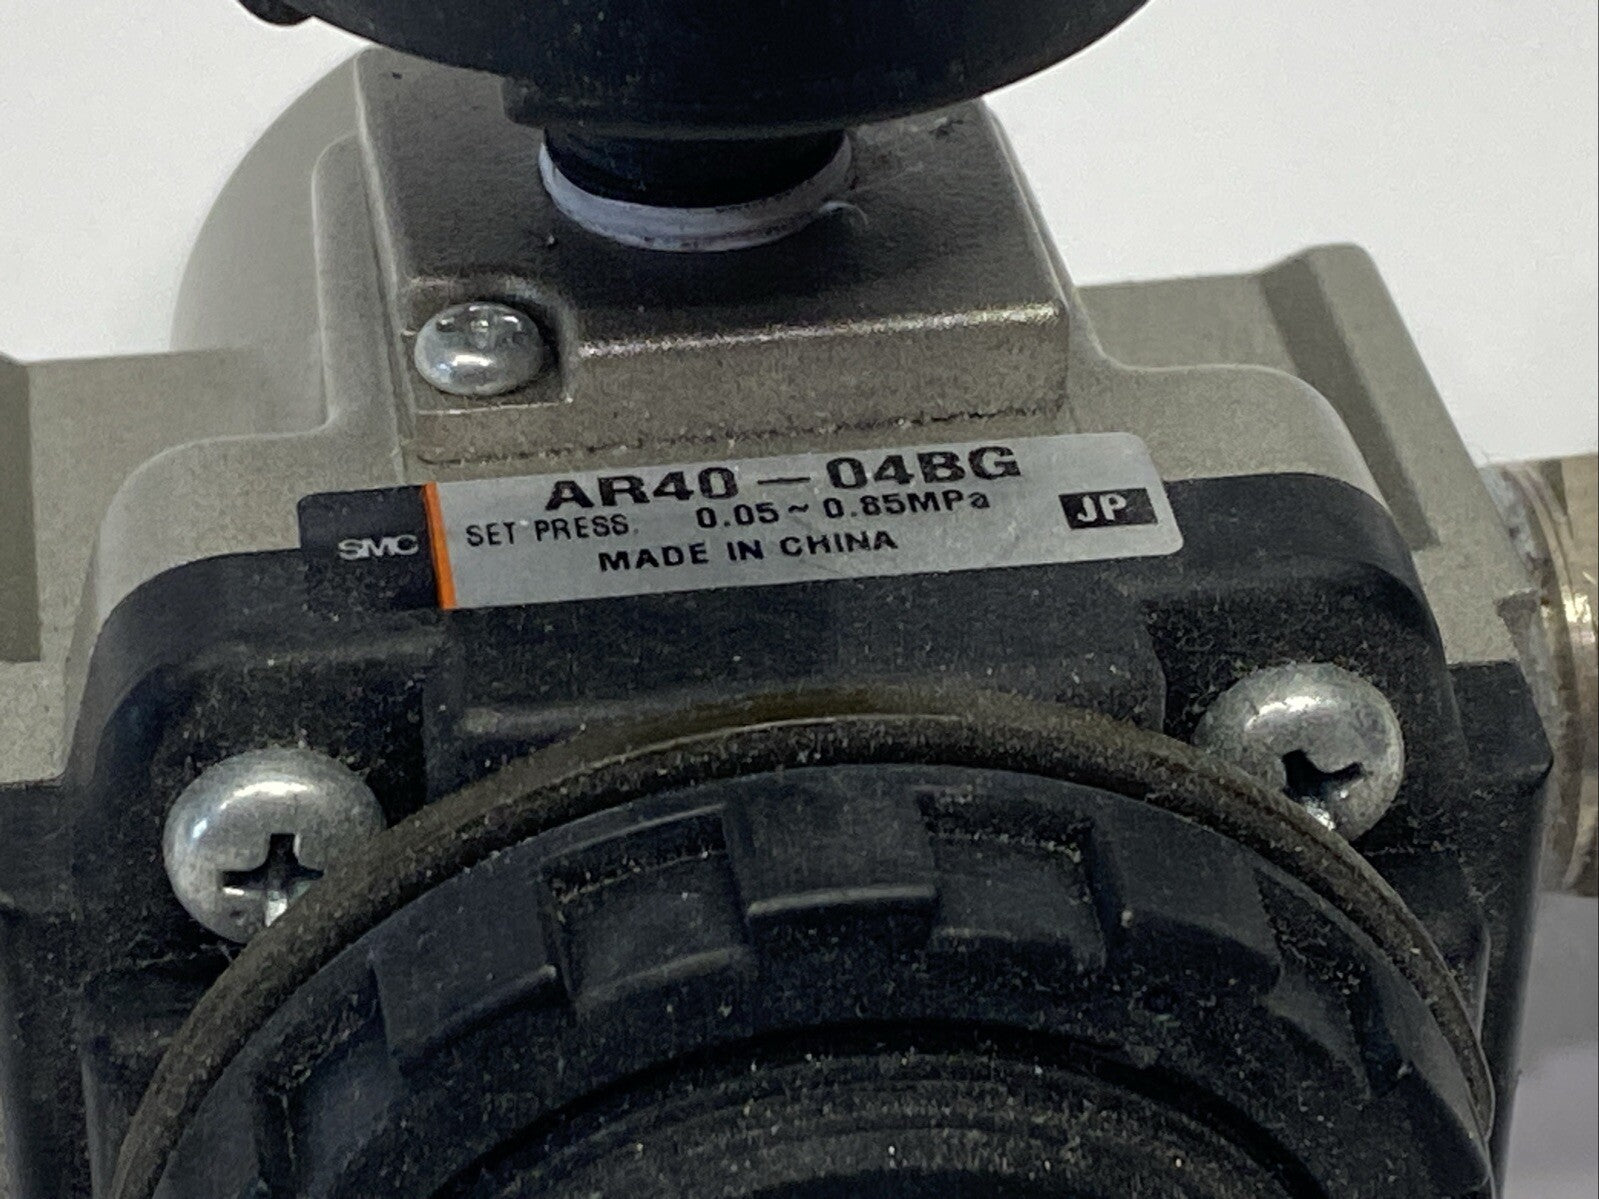 AR40-04BG
SMC SET PRESS. 0.05~0.85MPa JP
MADE IN CHINA